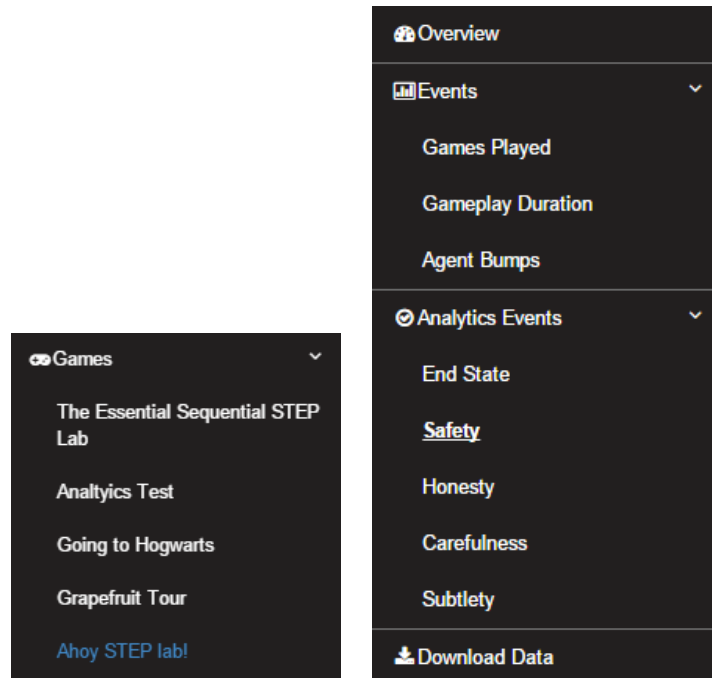 Games
The Essential Sequential STEP
Lab
Analtyics Test
Going to Hogwarts
Grapefruit Tour
Ahoy STEP lab!
Overview
Events
Games Played
Gameplay Duration
Agent Bumps
Analytics Events
End State
Safety
Honesty
Carefulness
Subtlety
Download Data